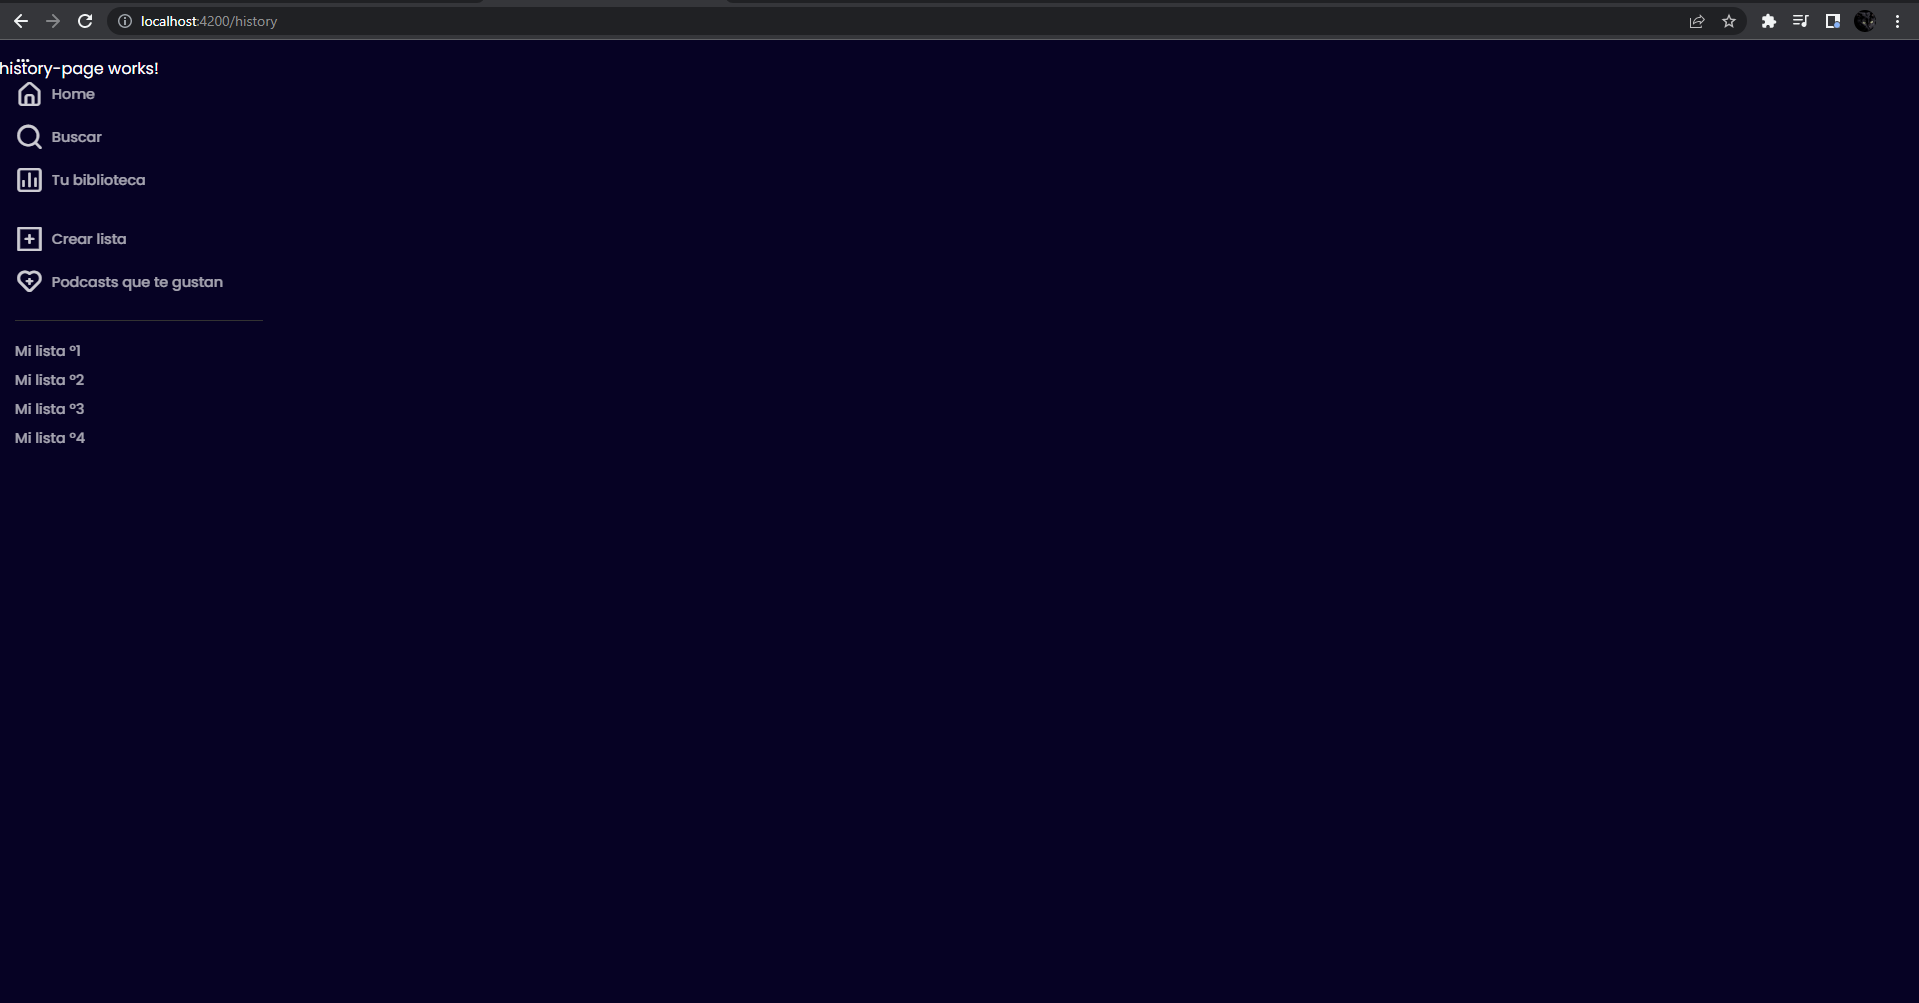 localhost:4200/history
history-page works!
Home
Buscar
Tu biblioteca
Crear lista
Podcasts que te gustan
Mi lista °1
Mi lista °2
Mi lista °3
Mi lista °4